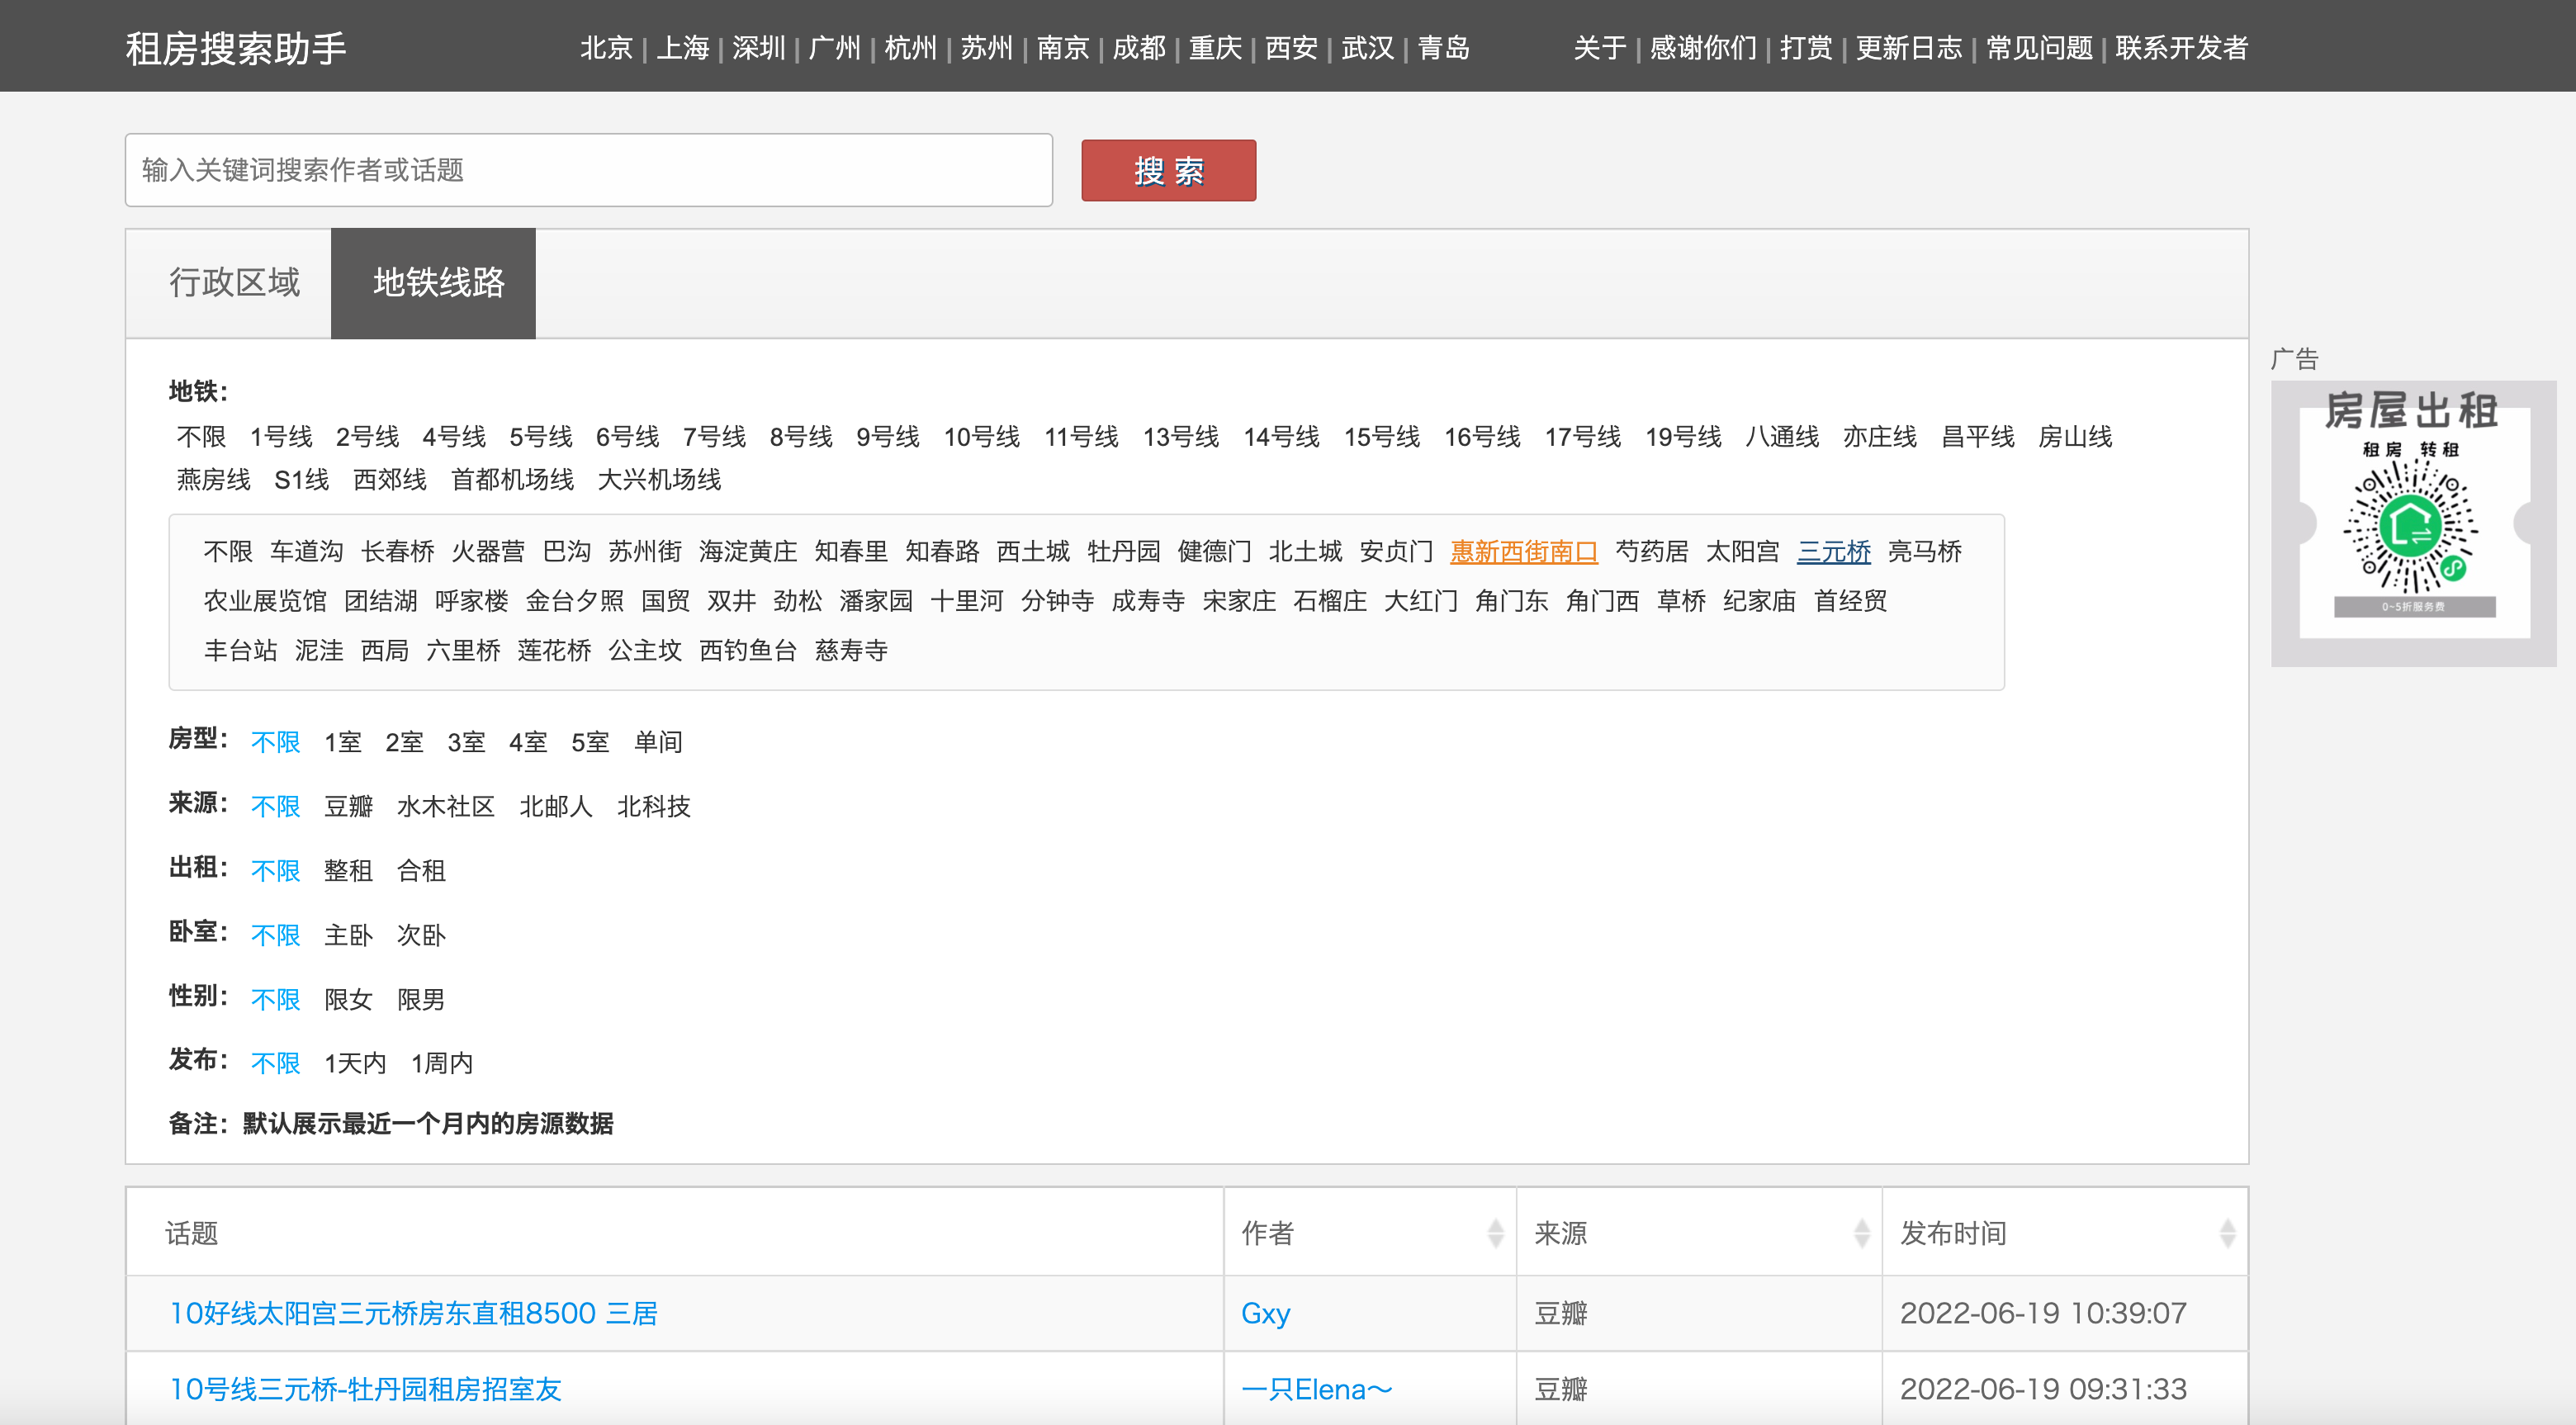 租房搜索助手
北京 | 上海 | 深圳 | 广州 | 杭州 | 苏州 | 南京 | 成都 | 重庆 | 西安 | 武汉 | 青岛
关于 | 感谢你们 | 打赏 | 更新日志 | 常见问题 | 联系开发者
输入关键词搜索作者或话题
搜 索
行政区域 地铁线路
地铁：
不限 1号线 2号线 4号线 5号线 6号线 7号线 8号线 9号线 10号线 11号线 13号线 14号线 15号线 16号线 17号线 19号线 八通线 亦庄线 昌平线 房山线
燕房线 S1线 西郊线 首都机场线 大兴机场线
不限 车道沟 长春桥 火器营 巴沟 苏州街 海淀黄庄 知春里 知春路 西土城 牡丹园 健德门 北土城 安贞门 惠新西街南口 芍药居 太阳宫 三元桥 亮马桥
农业展览馆 团结湖 呼家楼 金台夕照 国贸 双井 劲松 潘家园 十里河 分钟寺 成寿寺 宋家庄 石榴庄 大红门 角门东 角门西 草桥 纪家庙 首经贸
丰台站 泥洼 西局 六里桥 莲花桥 公主坟 西钓鱼台 慈寿寺
房型： 不限 1室 2室 3室 4室 5室 单间
来源： 不限 豆瓣 水木社区 北邮人 北科技
出租： 不限 整租 合租
卧室： 不限 主卧 次卧
性别： 不限 限女 限男
发布： 不限 1天内 1周内
备注：默认展示最近一个月内的房源数据
广告
房屋出租
租房 转租
0~5折服务费
话题 作者 来源 发布时间
10好线太阳宫三元桥房东直租8500 三居 Gxy 豆瓣 2022-06-19 10:39:07
10号线三元桥-牡丹园租房招室友 一只Elena～ 豆瓣 2022-06-19 09:31:33